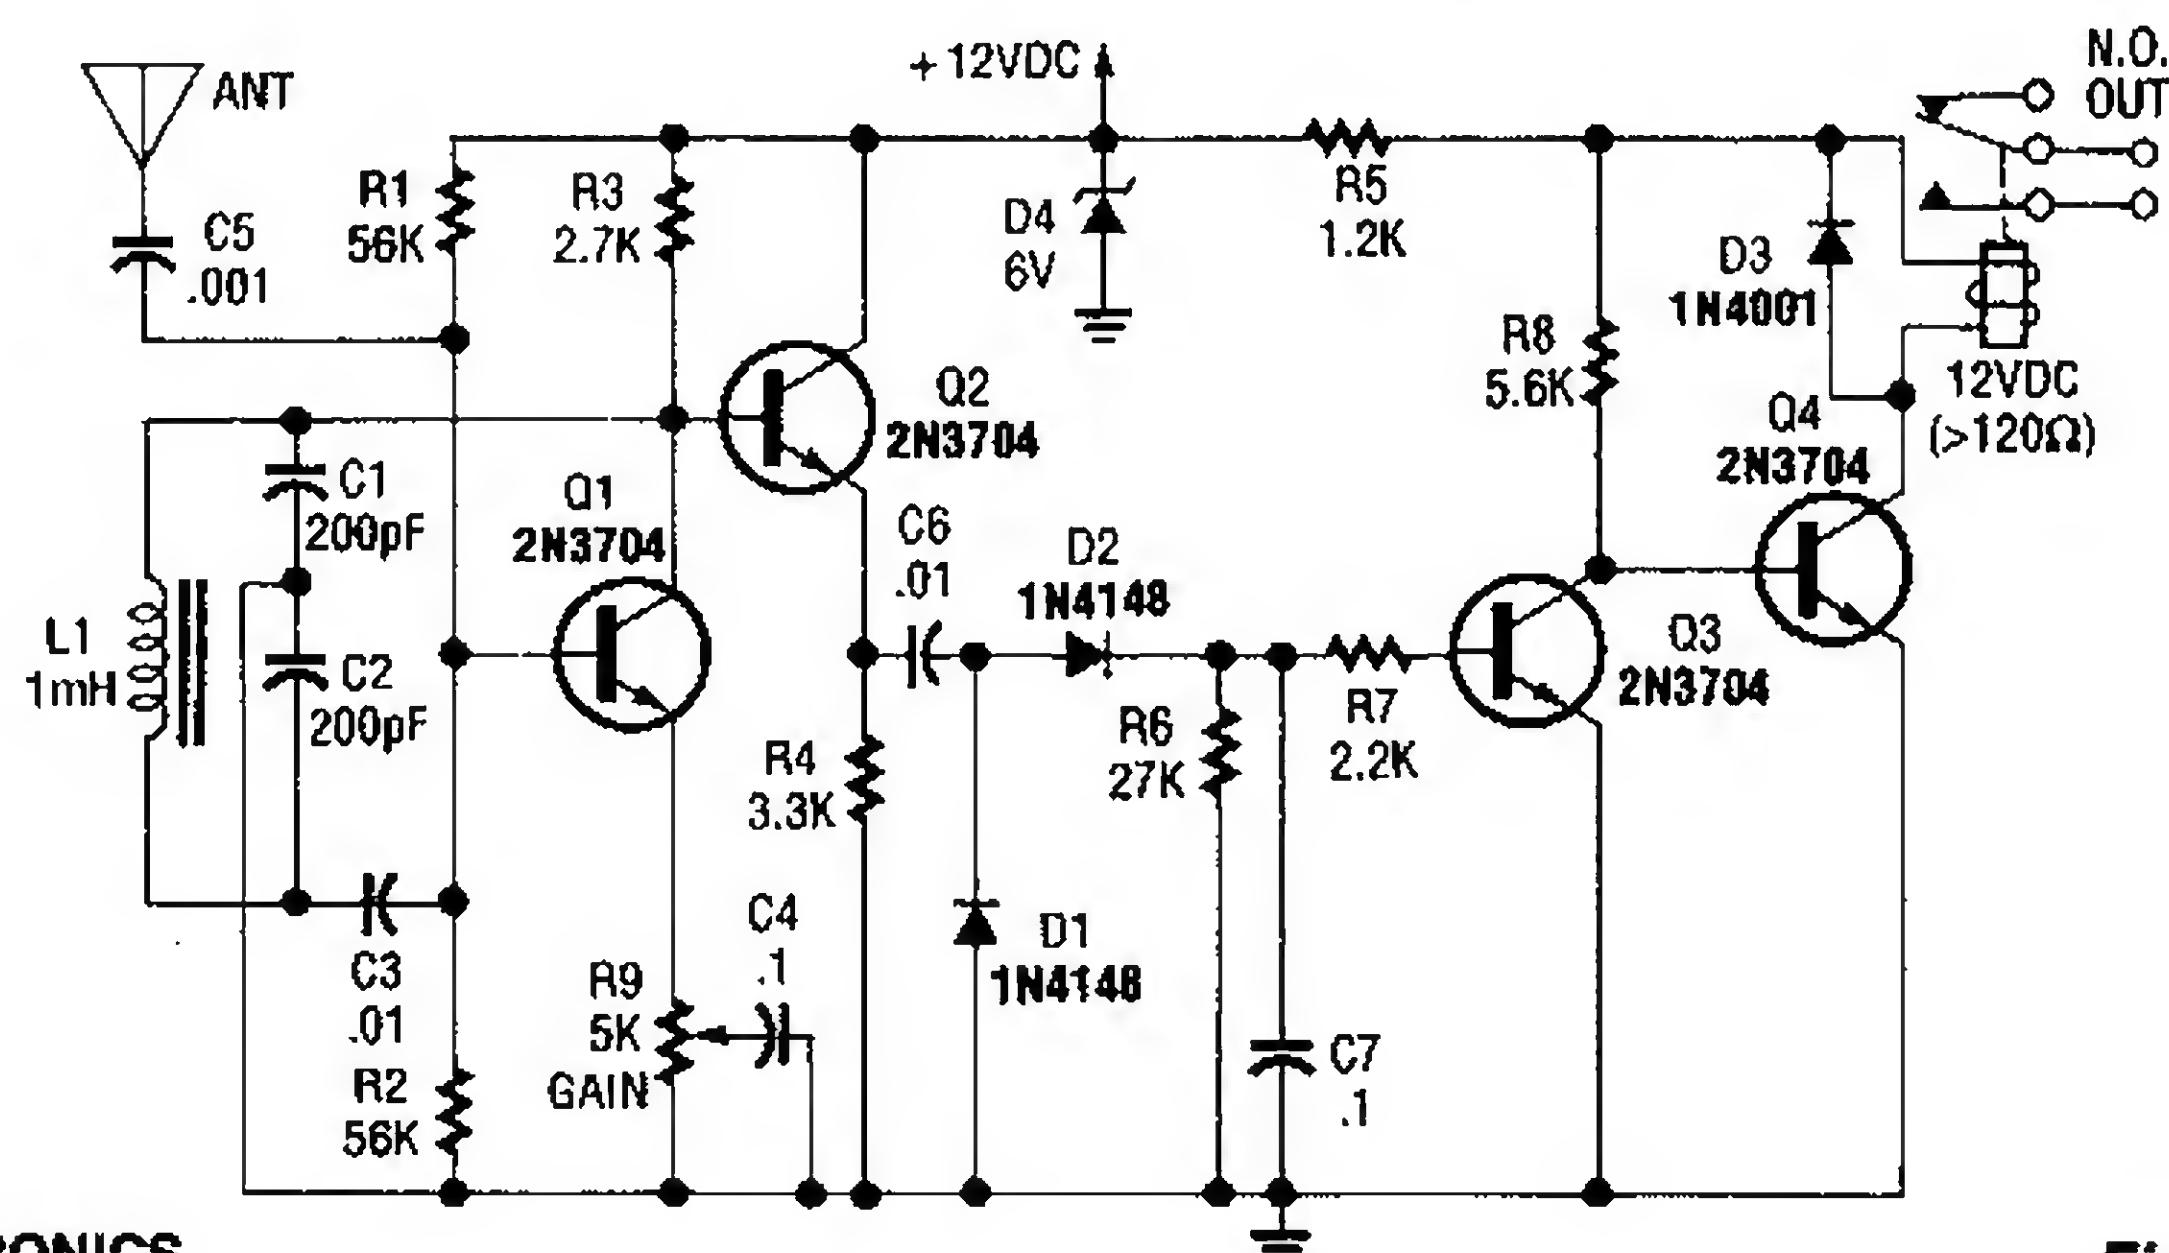 ANT
C5
.001
R1
56K
R3
2.7K
+12VDC
D4
6V
R5
1.2K
N.O.
OUT
D3
1N4001
R8
5.6K
12VDC
(>120Ω)
Q4
2N3704
Q2
2N3704
C1
200pF
Q1
2N3704
C6
.01
D2
1N4148
L1
1mH
C2
200pF
Q3
2N3704
R4
3.3K
R6
27K
R7
2.2K
C3
.01
R9
5K
GAIN
C4
.1
D1
1N4148
R2
56K
C7
.1
RONICS